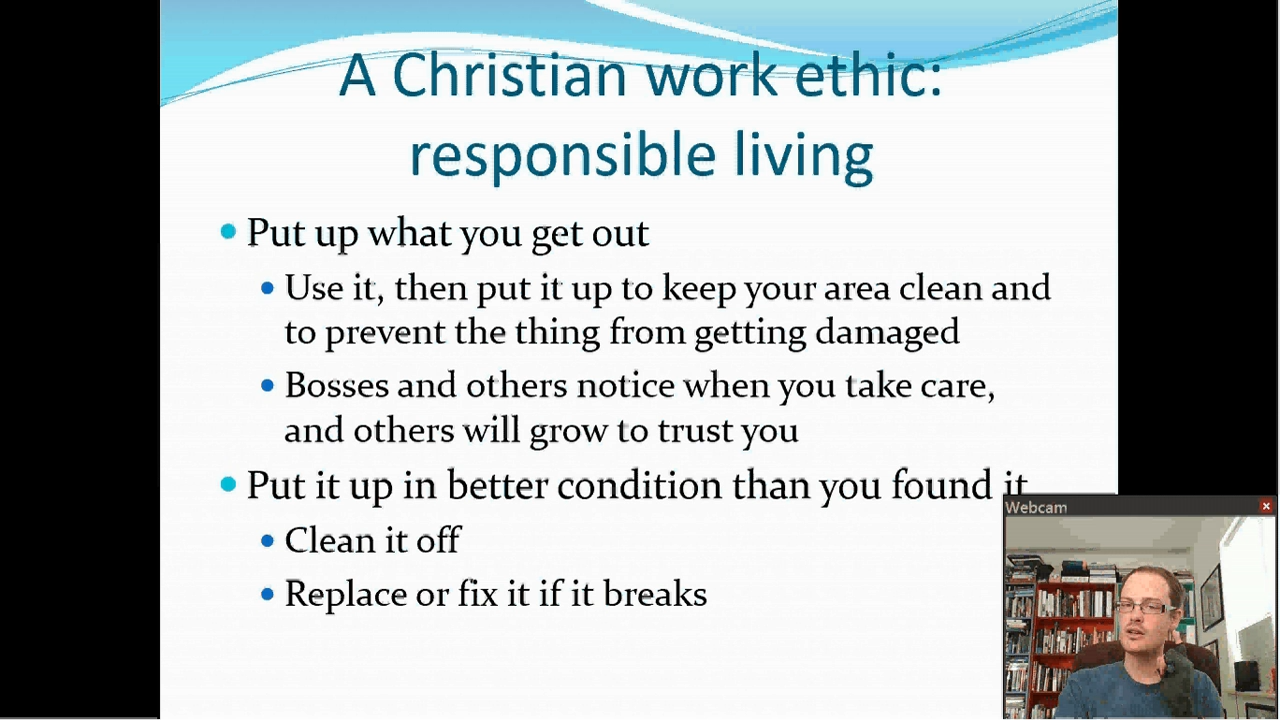 A Christian work ethic:
responsible living
Put up what you get out
Use it, then put it up to keep your area clean and
to prevent the thing from getting damaged
Bosses and others notice when you take care,
and others will grow to trust you
Put it up in better condition than you found it
Clean it off
Replace or fix it if it breaks
Webcam